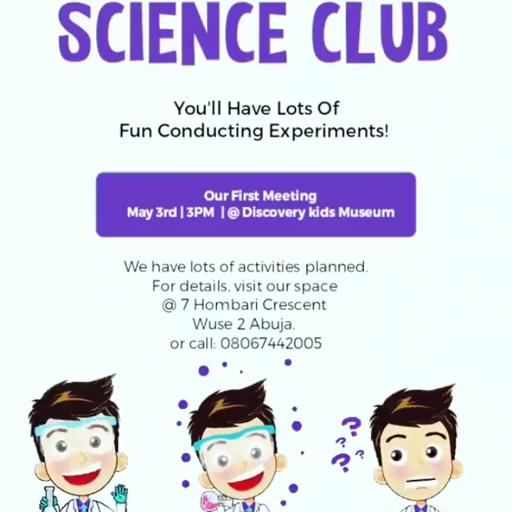 SCIENCE CLUB
You'll Have Lots Of
Fun Conducting Experiments!
Our First Meeting
May 3rd | 3PM | @ Discovery kids Museum
We have lots of activities planned.
For details, visit our space
@ 7 Hombari Crescent
Wuse 2 Abuja,
or call: 08067442005
? ? ? ?